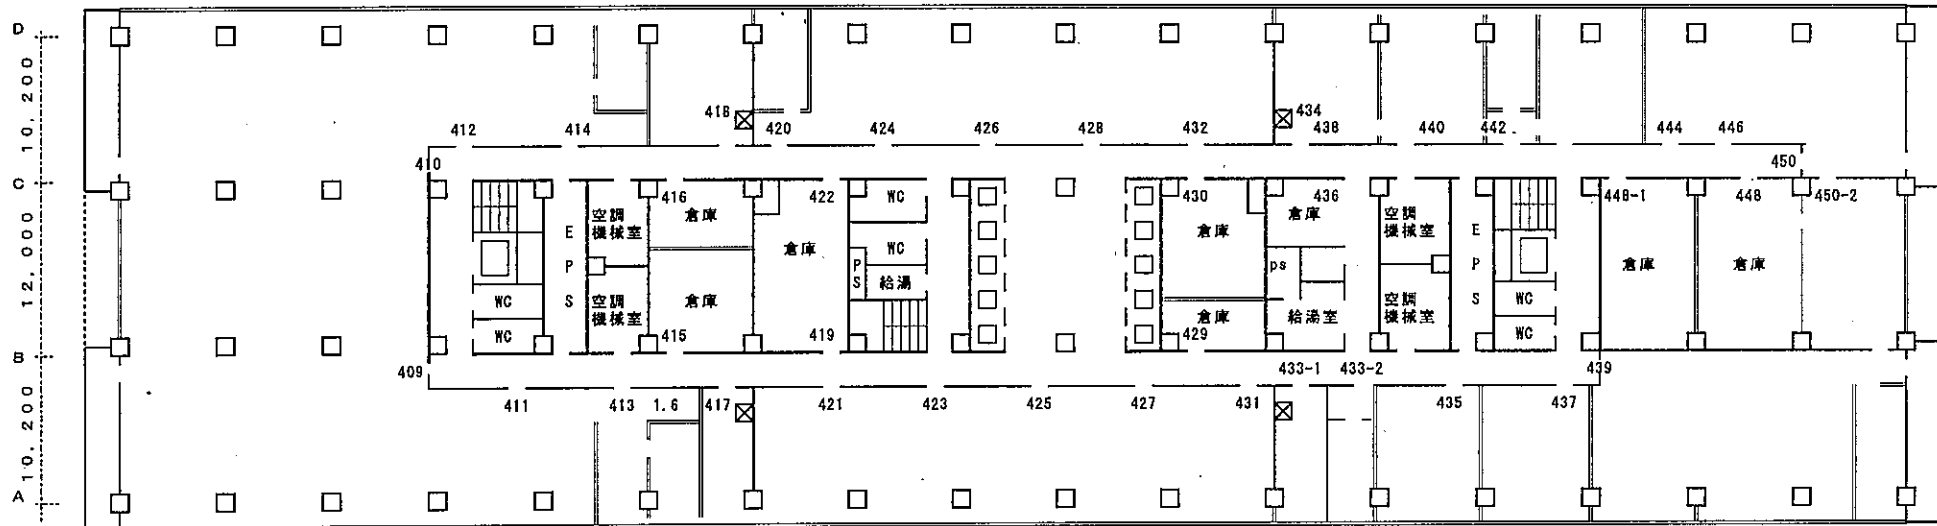 D
10,200
C
12,000
B
10,200
A
412
414
418
420
424
426
428
432
434
438
440
442
444
446
410
450
416
422
430
436
448-1
448
450-2
空調
機械室
倉庫
WC
倉庫
空調
機械室
E
P
S
倉庫
WC
倉庫
ps
E
P
S
倉庫
倉庫
P
S
給湯
WC
空調
機械室
倉庫
倉庫
給湯室
空調
機械室
WC
WC
WC
415
419
429
409
433-1
433-2
439
411
413
1.6
417
421
423
425
427
431
435
437